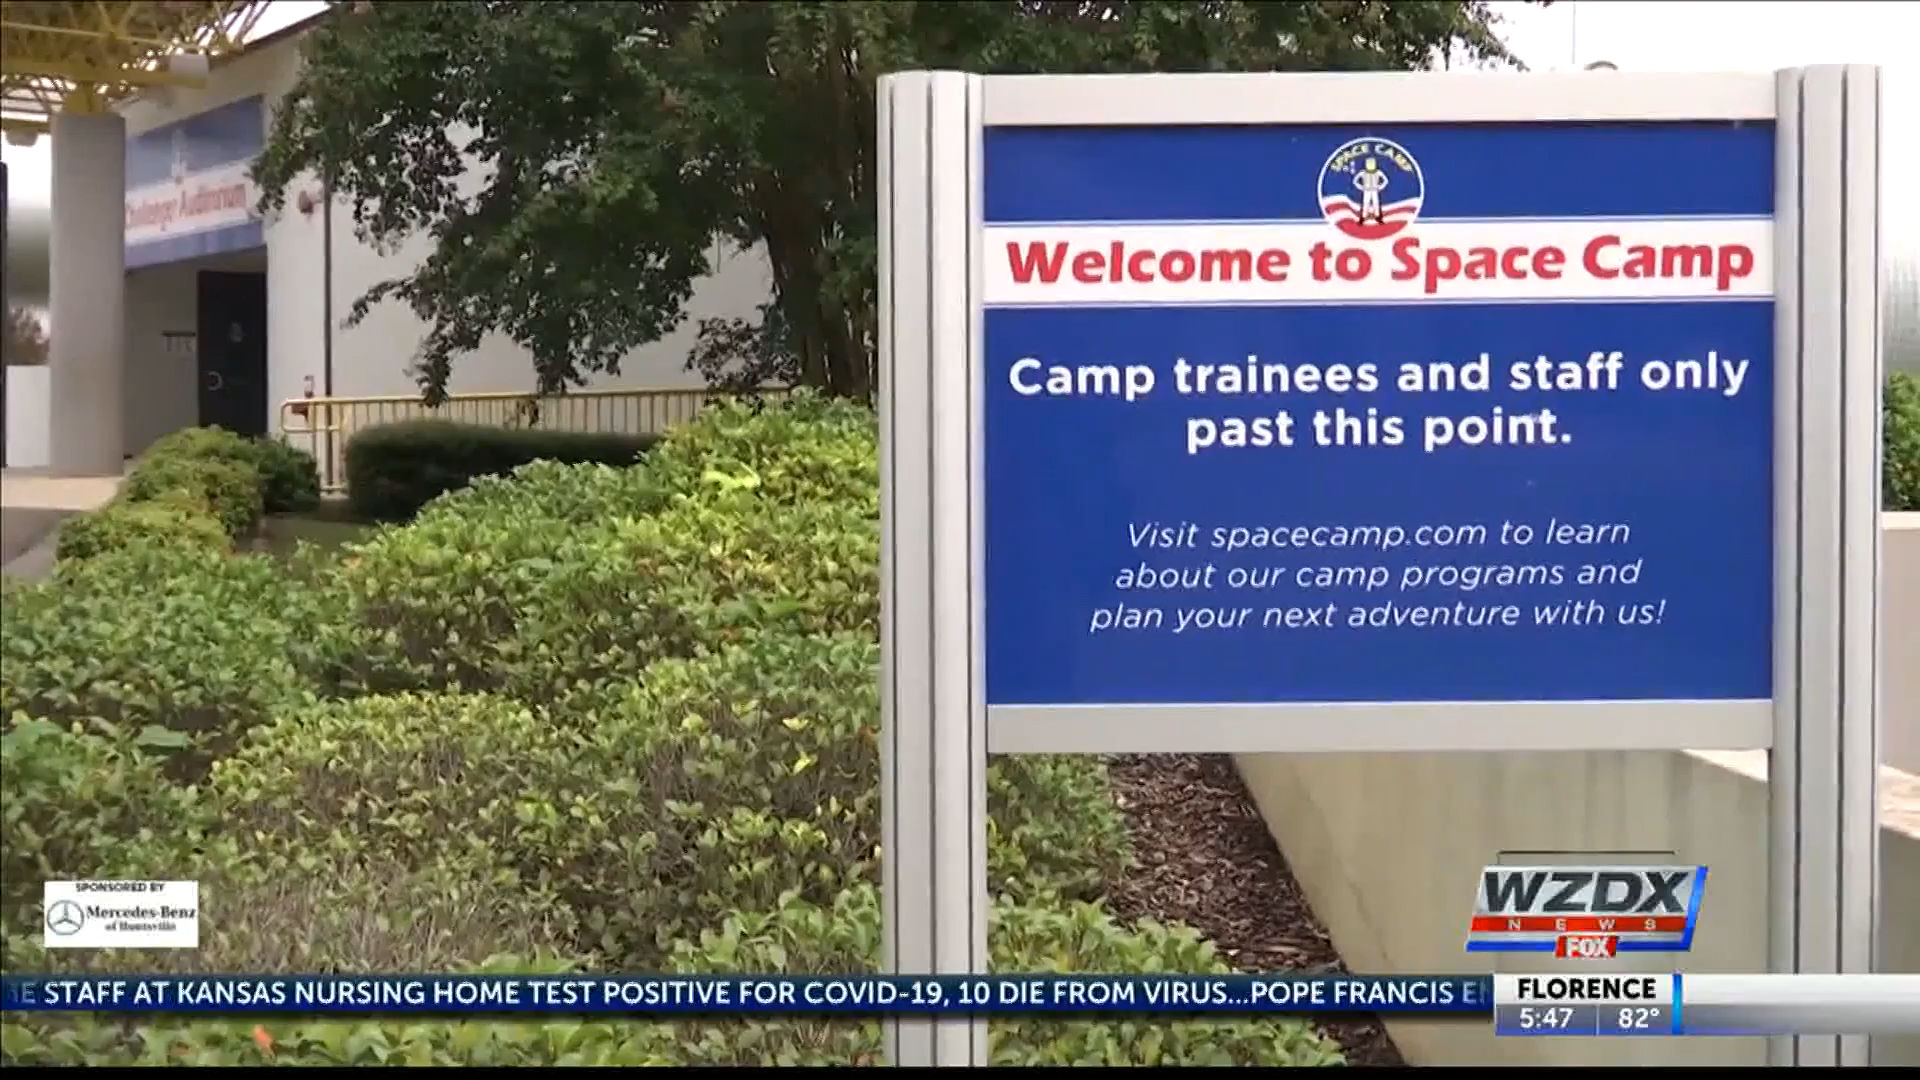 Challenger Auditorium
SPACE CAMP
Welcome to Space Camp
Camp trainees and staff only
past this point.
Visit spacecamp.com to learn
about our camp programs and
plan your next adventure with us!
SPONSORED BY
Mercedes-Benz
of Huntsville
WZDX
NEWS
FOX
E STAFF AT KANSAS NURSING HOME TEST POSITIVE FOR COVID-19, 10 DIE FROM VIRUS...POPE FRANCIS E
FLORENCE
5:47 82°